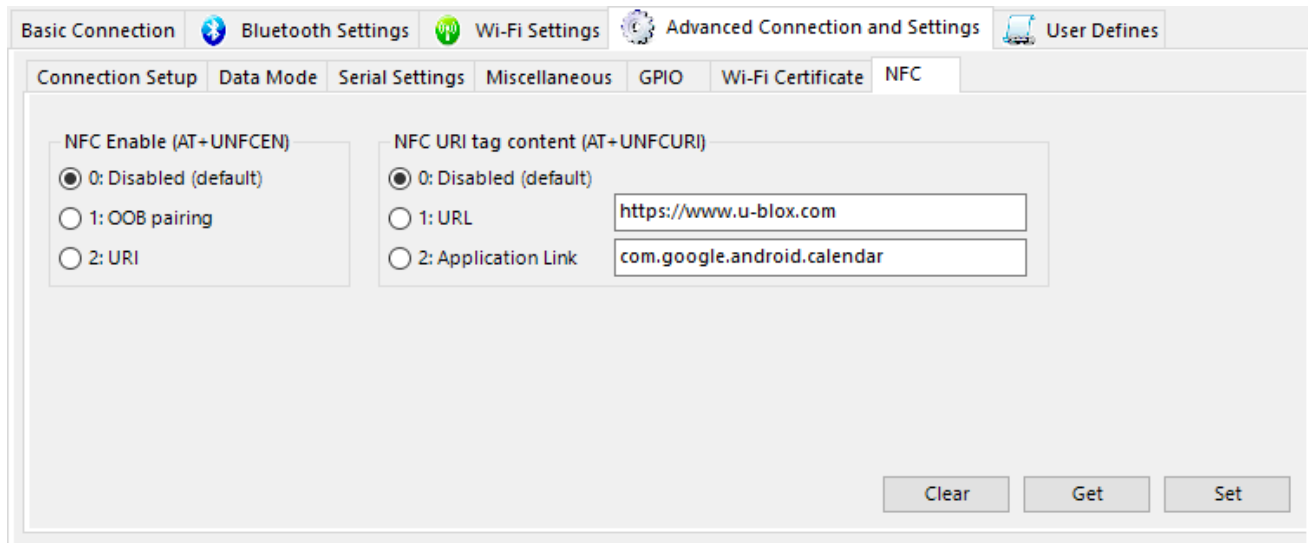 Basic Connection Bluetooth Settings Wi-Fi Settings Advanced Connection and Settings User Defines
Connection Setup Data Mode Serial Settings Miscellaneous GPIO Wi-Fi Certificate NFC
NFC Enable (AT+UNFCEN)
0: Disabled (default)
1: OOB pairing
2: URI
NFC URI tag content (AT+UNFCURI)
0: Disabled (default)
1: URL https://www.u-blox.com
2: Application Link com.google.android.calendar
Clear Get Set